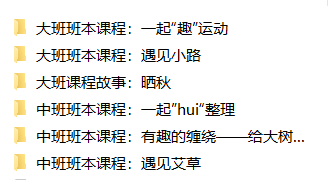 大班班本课程：一起“趣”运动
大班班本课程：遇见小路
大班课程故事：晒秋
中班班本课程：一起”hui“整理
中班班本课程：有趣的缠绕——给大树...
中班班本课程：遇见艾草